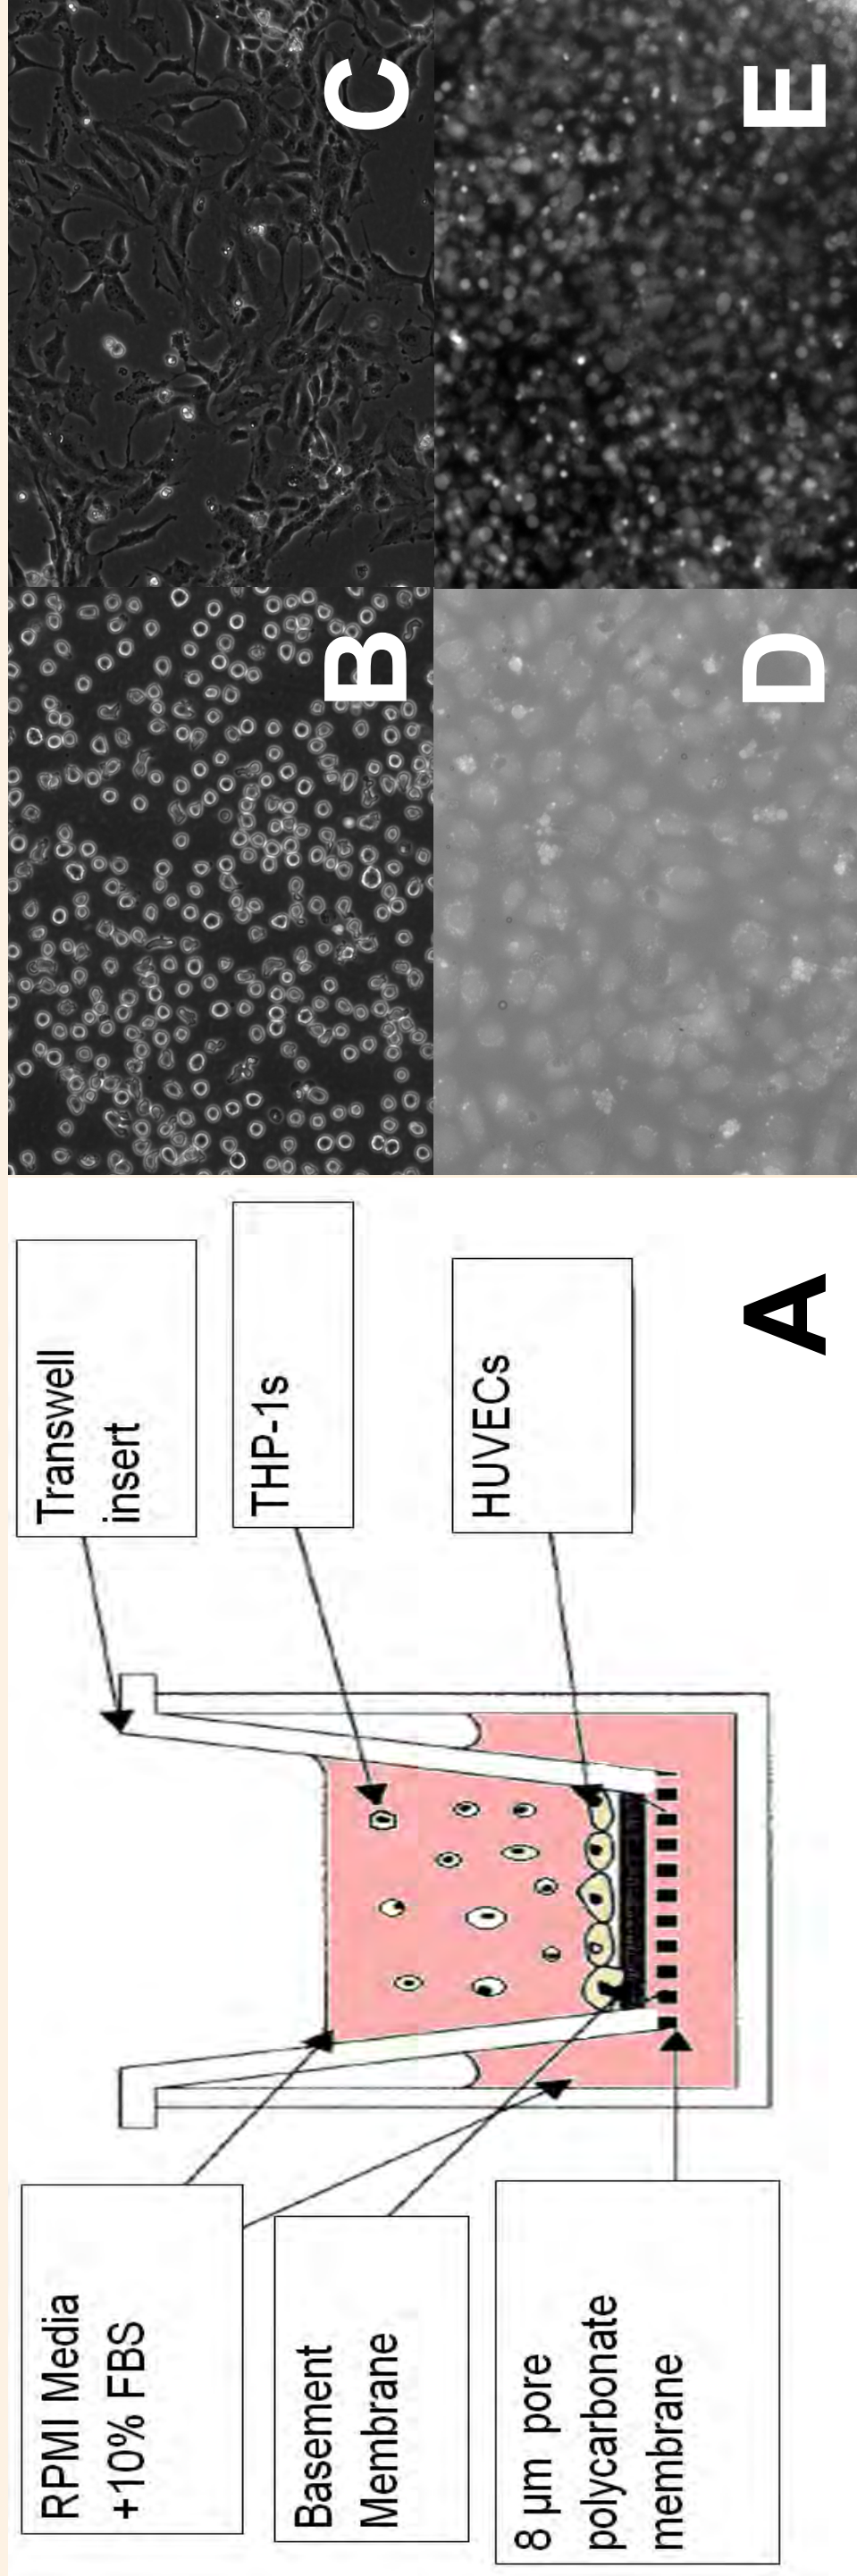 RPMI Media
+10% FBS
Basement
Membrane
8 µm pore
polycarbonate
membrane
Transwell
insert
THP-1s
HUVECs
A
B
C
D
E